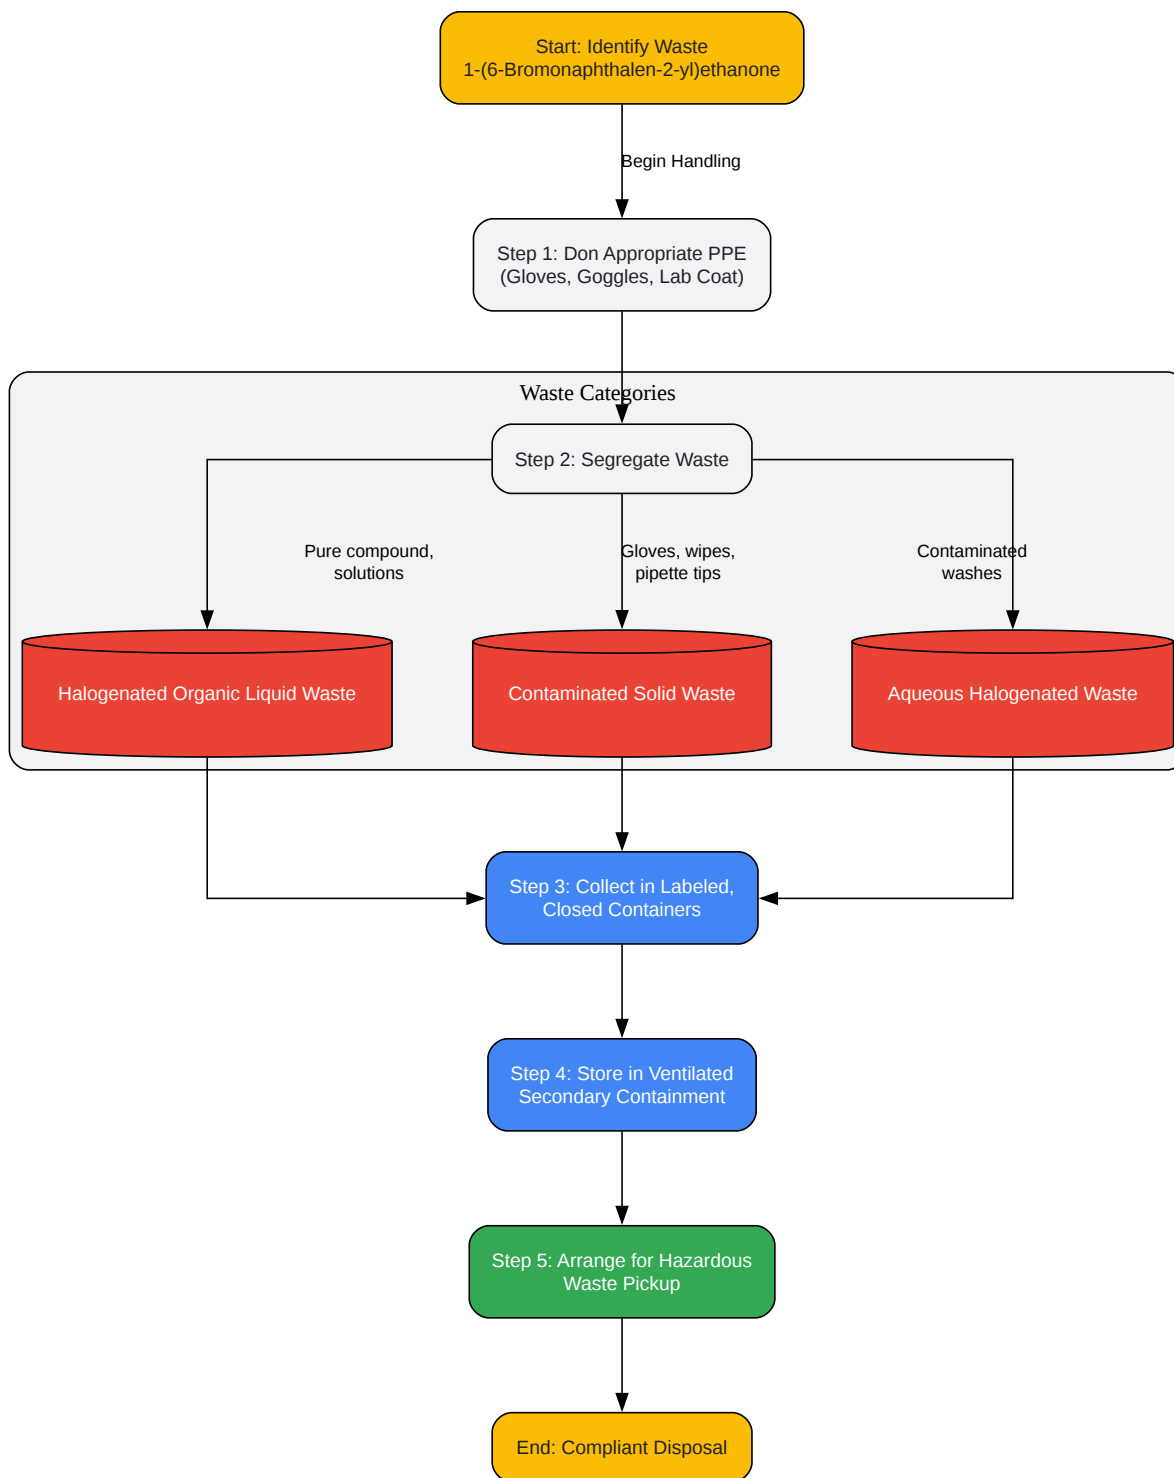 Start: Identify Waste
1-(6-Bromonaphthalen-2-yl)ethanone
Begin Handling
Step 1: Don Appropriate PPE
(Gloves, Goggles, Lab Coat)
Waste Categories
Step 2: Segregate Waste
Pure compound,
solutions
Gloves, wipes,
pipette tips
Contaminated
washes
Halogenated Organic Liquid Waste
Contaminated Solid Waste
Aqueous Halogenated Waste
Step 3: Collect in Labeled,
Closed Containers
Step 4: Store in Ventilated
Secondary Containment
Step 5: Arrange for Hazardous
Waste Pickup
End: Compliant Disposal